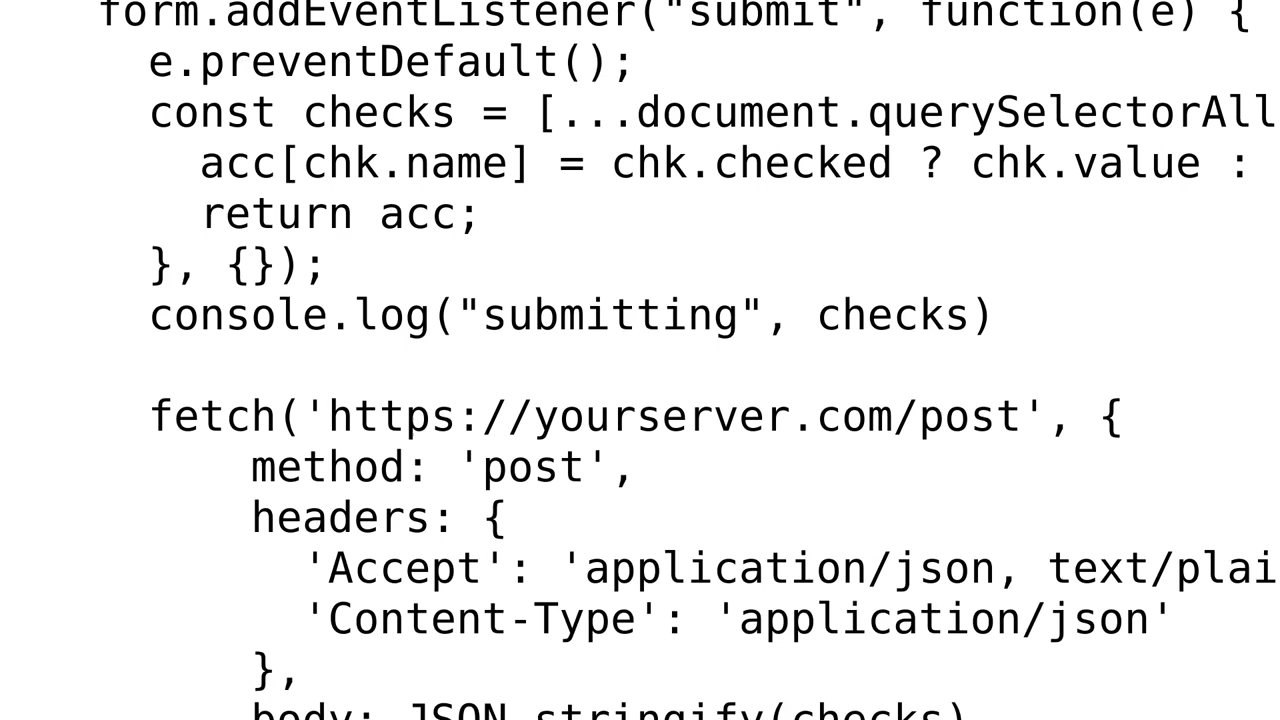 form.addEventListener("submit", function(e) {
e.preventDefault();
const checks = [...document.querySelectorAll
acc[chk.name] = chk.checked ? chk.value :
return acc;
}, {});
console.log("submitting", checks)
fetch('https://yourserver.com/post', {
method: 'post',
headers: {
'Accept': 'application/json, text/plai
'Content-Type': 'application/json'
},
body: JSON.stringify(checks)